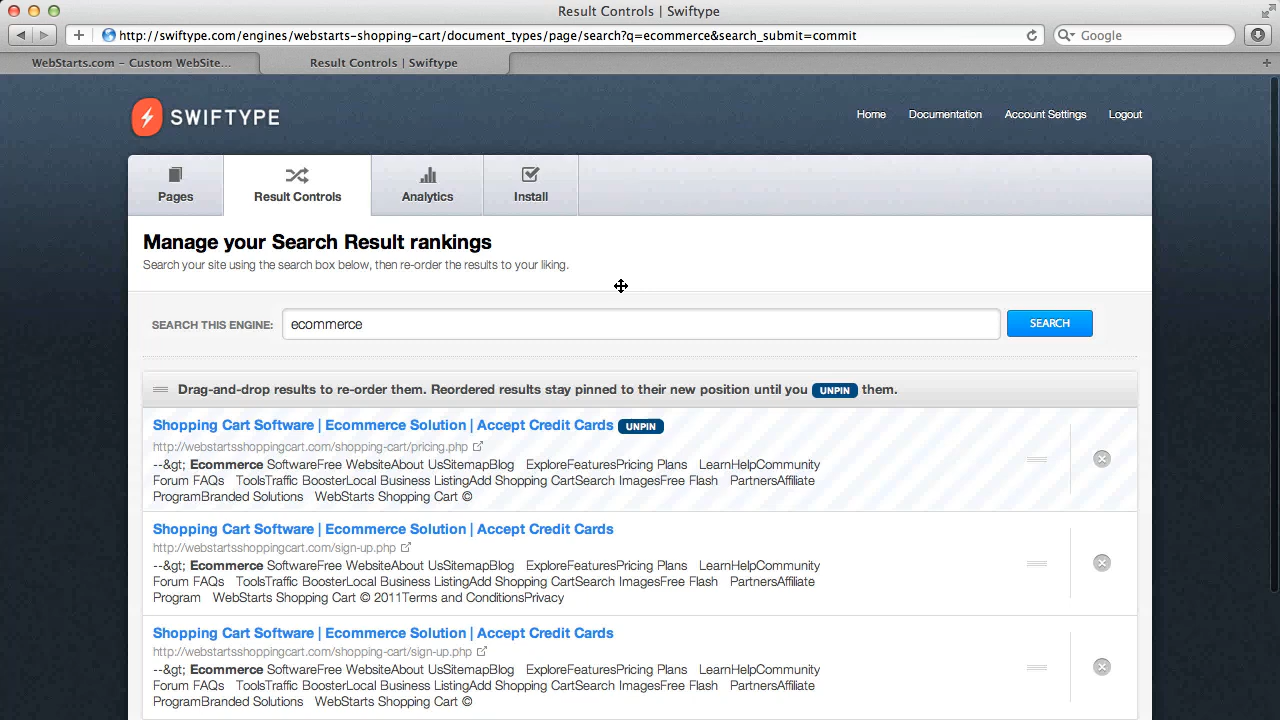 Result Controls | Swiftype
http://swiftype.com/engines/webstarts-shopping-cart/document_types/page/search?q=ecommerce&search_submit=commit
Google
WebStarts.com – Custom WebSite...
Result Controls | Swiftype
SWIFTYPE
Home Documentation Account Settings Logout
Pages Result Controls Analytics Install
Manage your Search Result rankings
Search your site using the search box below, then re-order the results to your liking.
SEARCH THIS ENGINE: ecommerce SEARCH
Drag-and-drop results to re-order them. Reordered results stay pinned to their new position until you UNPIN them.
Shopping Cart Software | Ecommerce Solution | Accept Credit Cards UNPIN
http://webstartsshoppingcart.com/shopping-cart/pricing.php
--&gt; Ecommerce SoftwareFree WebsiteAbout UsSitemapBlog ExploreFeaturesPricing Plans LearnHelpCommunity
Forum FAQs ToolsTraffic BoosterLocal Business ListingAdd Shopping CartSearch ImagesFree Flash PartnersAffiliate
ProgramBranded Solutions WebStarts Shopping Cart ©
Shopping Cart Software | Ecommerce Solution | Accept Credit Cards
http://webstartsshoppingcart.com/sign-up.php
--&gt; Ecommerce SoftwareFree WebsiteAbout UsSitemapBlog ExploreFeaturesPricing Plans LearnHelpCommunity
Forum FAQs ToolsTraffic BoosterLocal Business ListingAdd Shopping CartSearch ImagesFree Flash PartnersAffiliate
Program WebStarts Shopping Cart © 2011Terms and ConditionsPrivacy
Shopping Cart Software | Ecommerce Solution | Accept Credit Cards
http://webstartsshoppingcart.com/shopping-cart/sign-up.php
--&gt; Ecommerce SoftwareFree WebsiteAbout UsSitemapBlog ExploreFeaturesPricing Plans LearnHelpCommunity
Forum FAQs ToolsTraffic BoosterLocal Business ListingAdd Shopping CartSearch ImagesFree Flash PartnersAffiliate
ProgramBranded Solutions WebStarts Shopping Cart ©